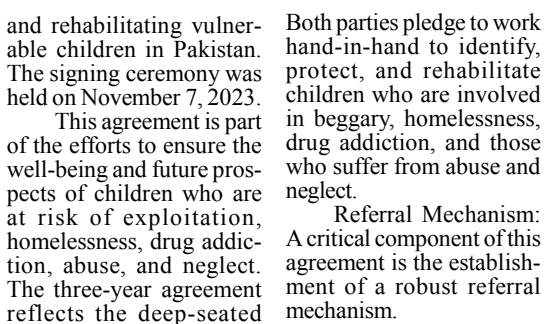 and rehabilitating vulner-
able children in Pakistan.
The signing ceremony was
held on November 7, 2023.
This agreement is part
of the efforts to ensure the
well-being and future pros-
pects of children who are
at risk of exploitation,
homelessness, drug addic-
tion, abuse, and neglect.
The three-year agreement
reflects the deep-seated
Both parties pledge to work
hand-in-hand to identify,
protect, and rehabilitate
children who are involved
in beggary, homelessness,
drug addiction, and those
who suffer from abuse and
neglect.
Referral Mechanism:
A critical component of this
agreement is the establish-
ment of a robust referral
mechanism.